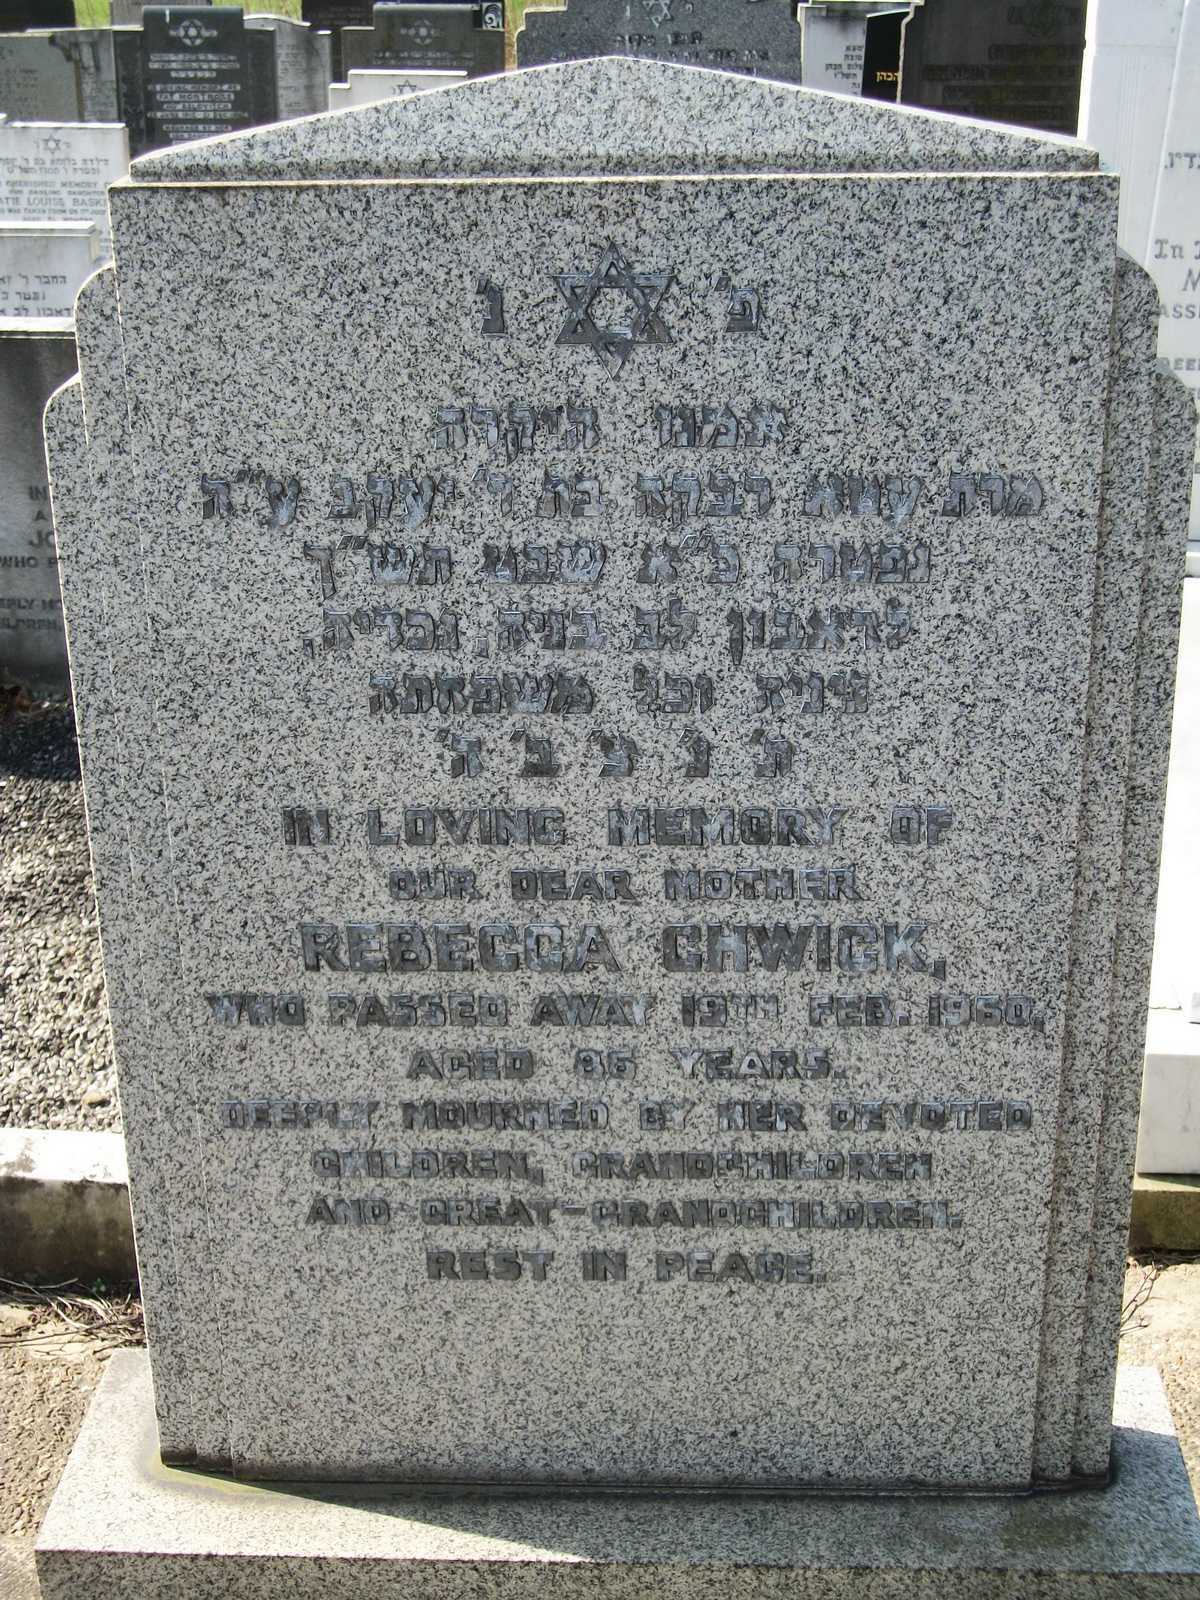 פ' נ'
אמנו היקרה
מרת עטא רבקה בת ר' יעקב ע"ה
נפטרה כ"א שבט תש"ך
לדאבון לב בניה, נכדיה,
ניניה וכל משפחתה
ת' נ' צ' ב' ה'
IN LOVING MEMORY OF
OUR DEAR MOTHER
REBECCA CHWICK,
WHO PASSED AWAY 19TH FEB. 1960,
AGED 86 YEARS.
DEEPLY MOURNED BY HER DEVOTED
CHILDREN, GRANDCHILDREN
AND GREAT-GRANDCHILDREN.
REST IN PEACE.